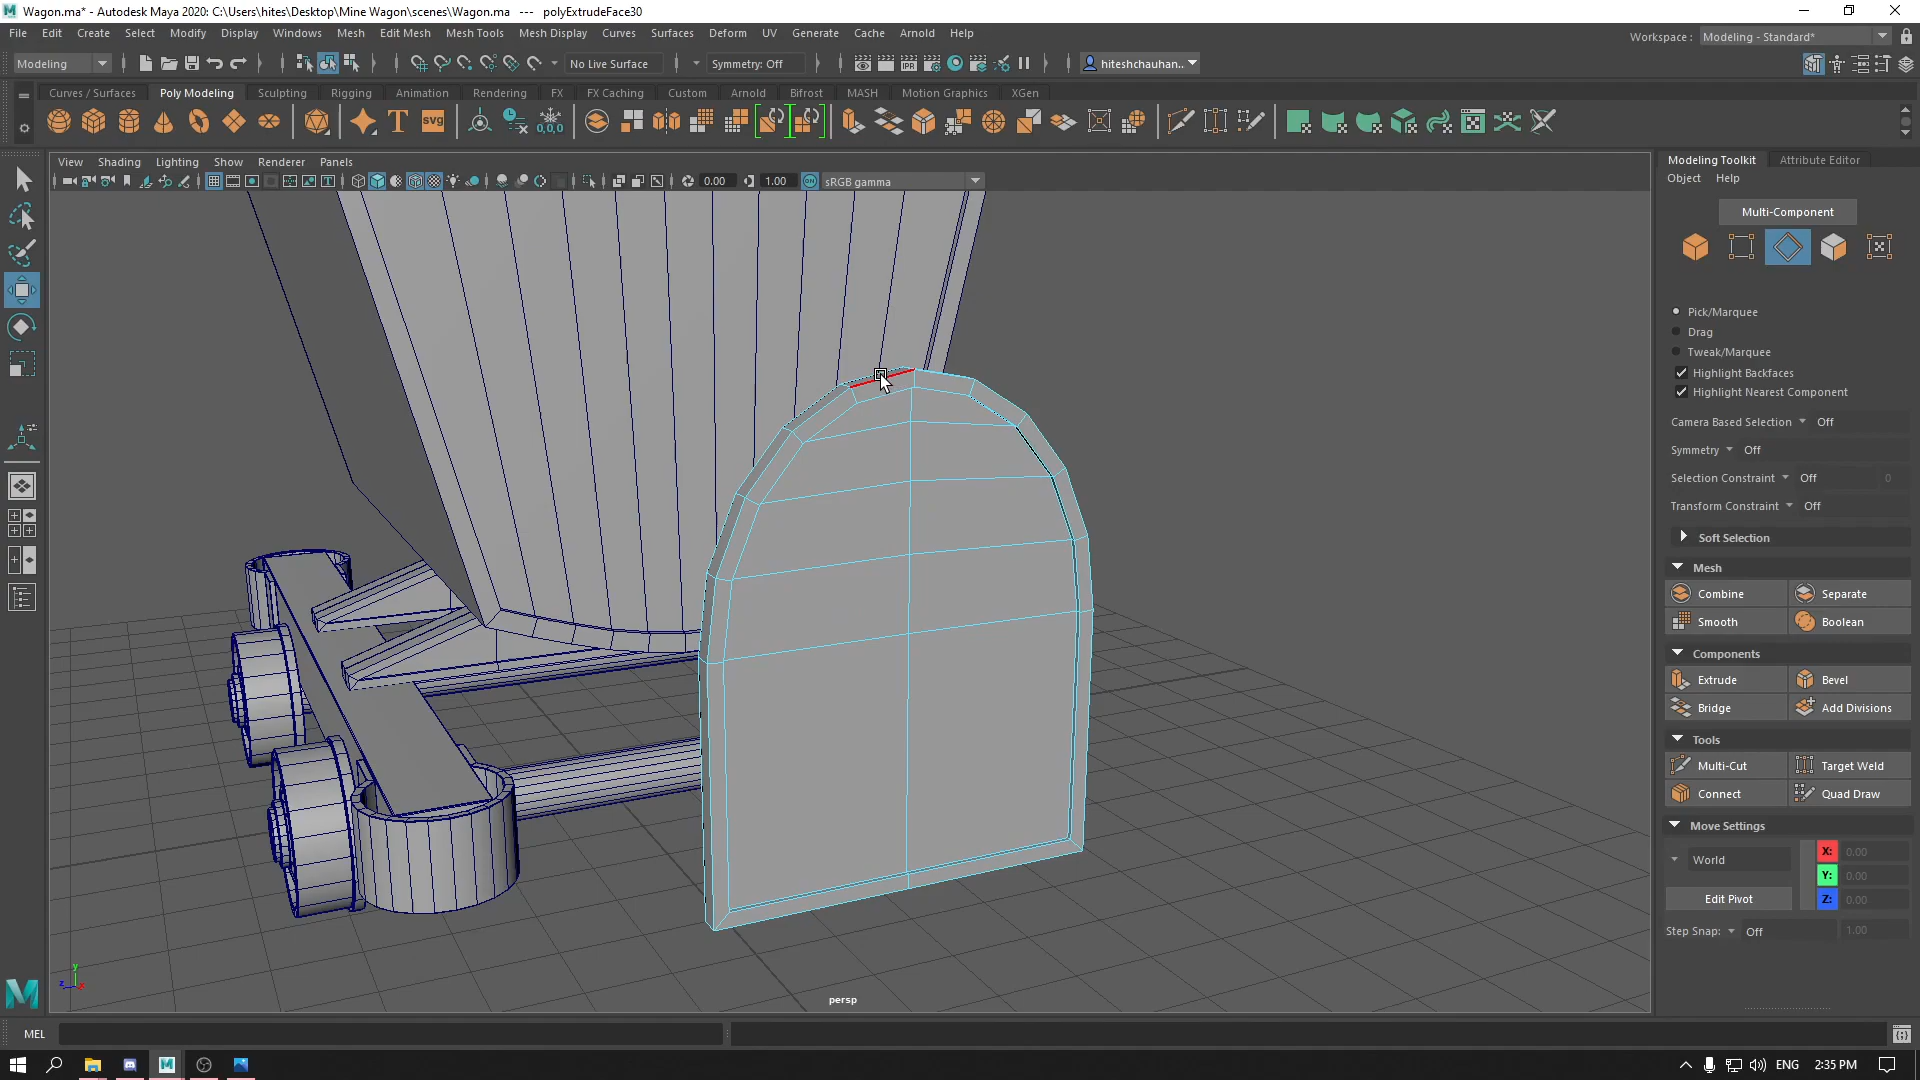 Wagon.ma* - Autodesk Maya 2020: C:\Users\hites\Desktop\Mine Wagon\scenes\Wagon.ma --- polyExtrudeFace30
File Edit Create Select Modify Display Windows Mesh Edit Mesh Mesh Tools Mesh Display Curves Surfaces Deform UV Generate Cache Arnold Help
Workspace : Modeling - Standard*
Modeling No Live Surface Symmetry: Off hiteshchauhan..
Curves / Surfaces Poly Modeling Sculpting Rigging Animation Rendering FX FX Caching Custom Arnold Bifrost MASH Motion Graphics XGen
T SVG 0,0,0
View Shading Lighting Show Renderer Panels
0.00 1.00 sRGB gamma
Modeling Toolkit Attribute Editor
Object Help
Multi-Component
Pick/Marquee
Drag
Tweak/Marquee
Highlight Backfaces
Highlight Nearest Component
Camera Based Selection Off
Symmetry Off
Selection Constraint Off 0
Transform Constraint Off
Soft Selection
Mesh
Combine Separate
Smooth Boolean
Components
Extrude Bevel
Bridge Add Divisions
Tools
Multi-Cut Target Weld
Connect Quad Draw
Move Settings
World X: 0.00
Y: 0.00
Edit Pivot Z: 0.00
Step Snap: Off 1.00
y
z x
persp
MEL
ENG 2:35 PM